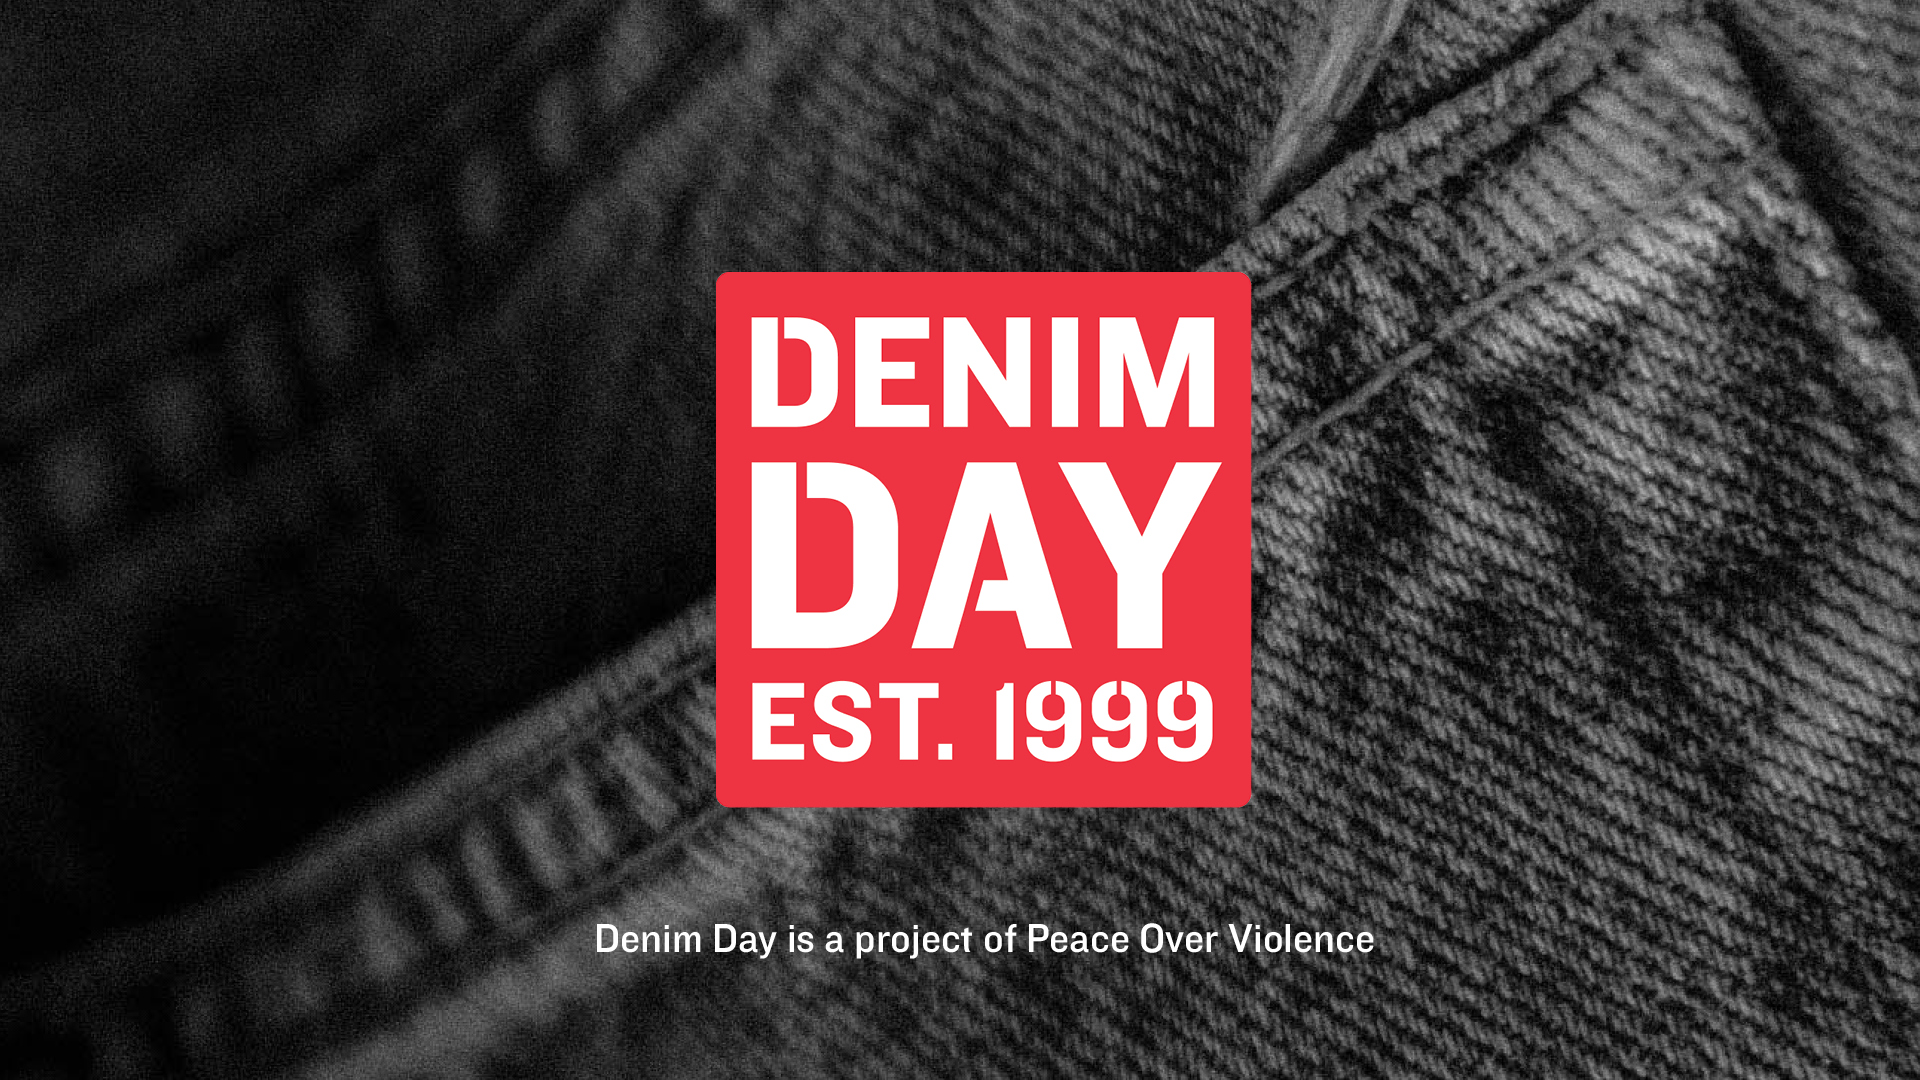 DENIM
DAY
EST. 1999
Denim Day is a project of Peace Over Violence